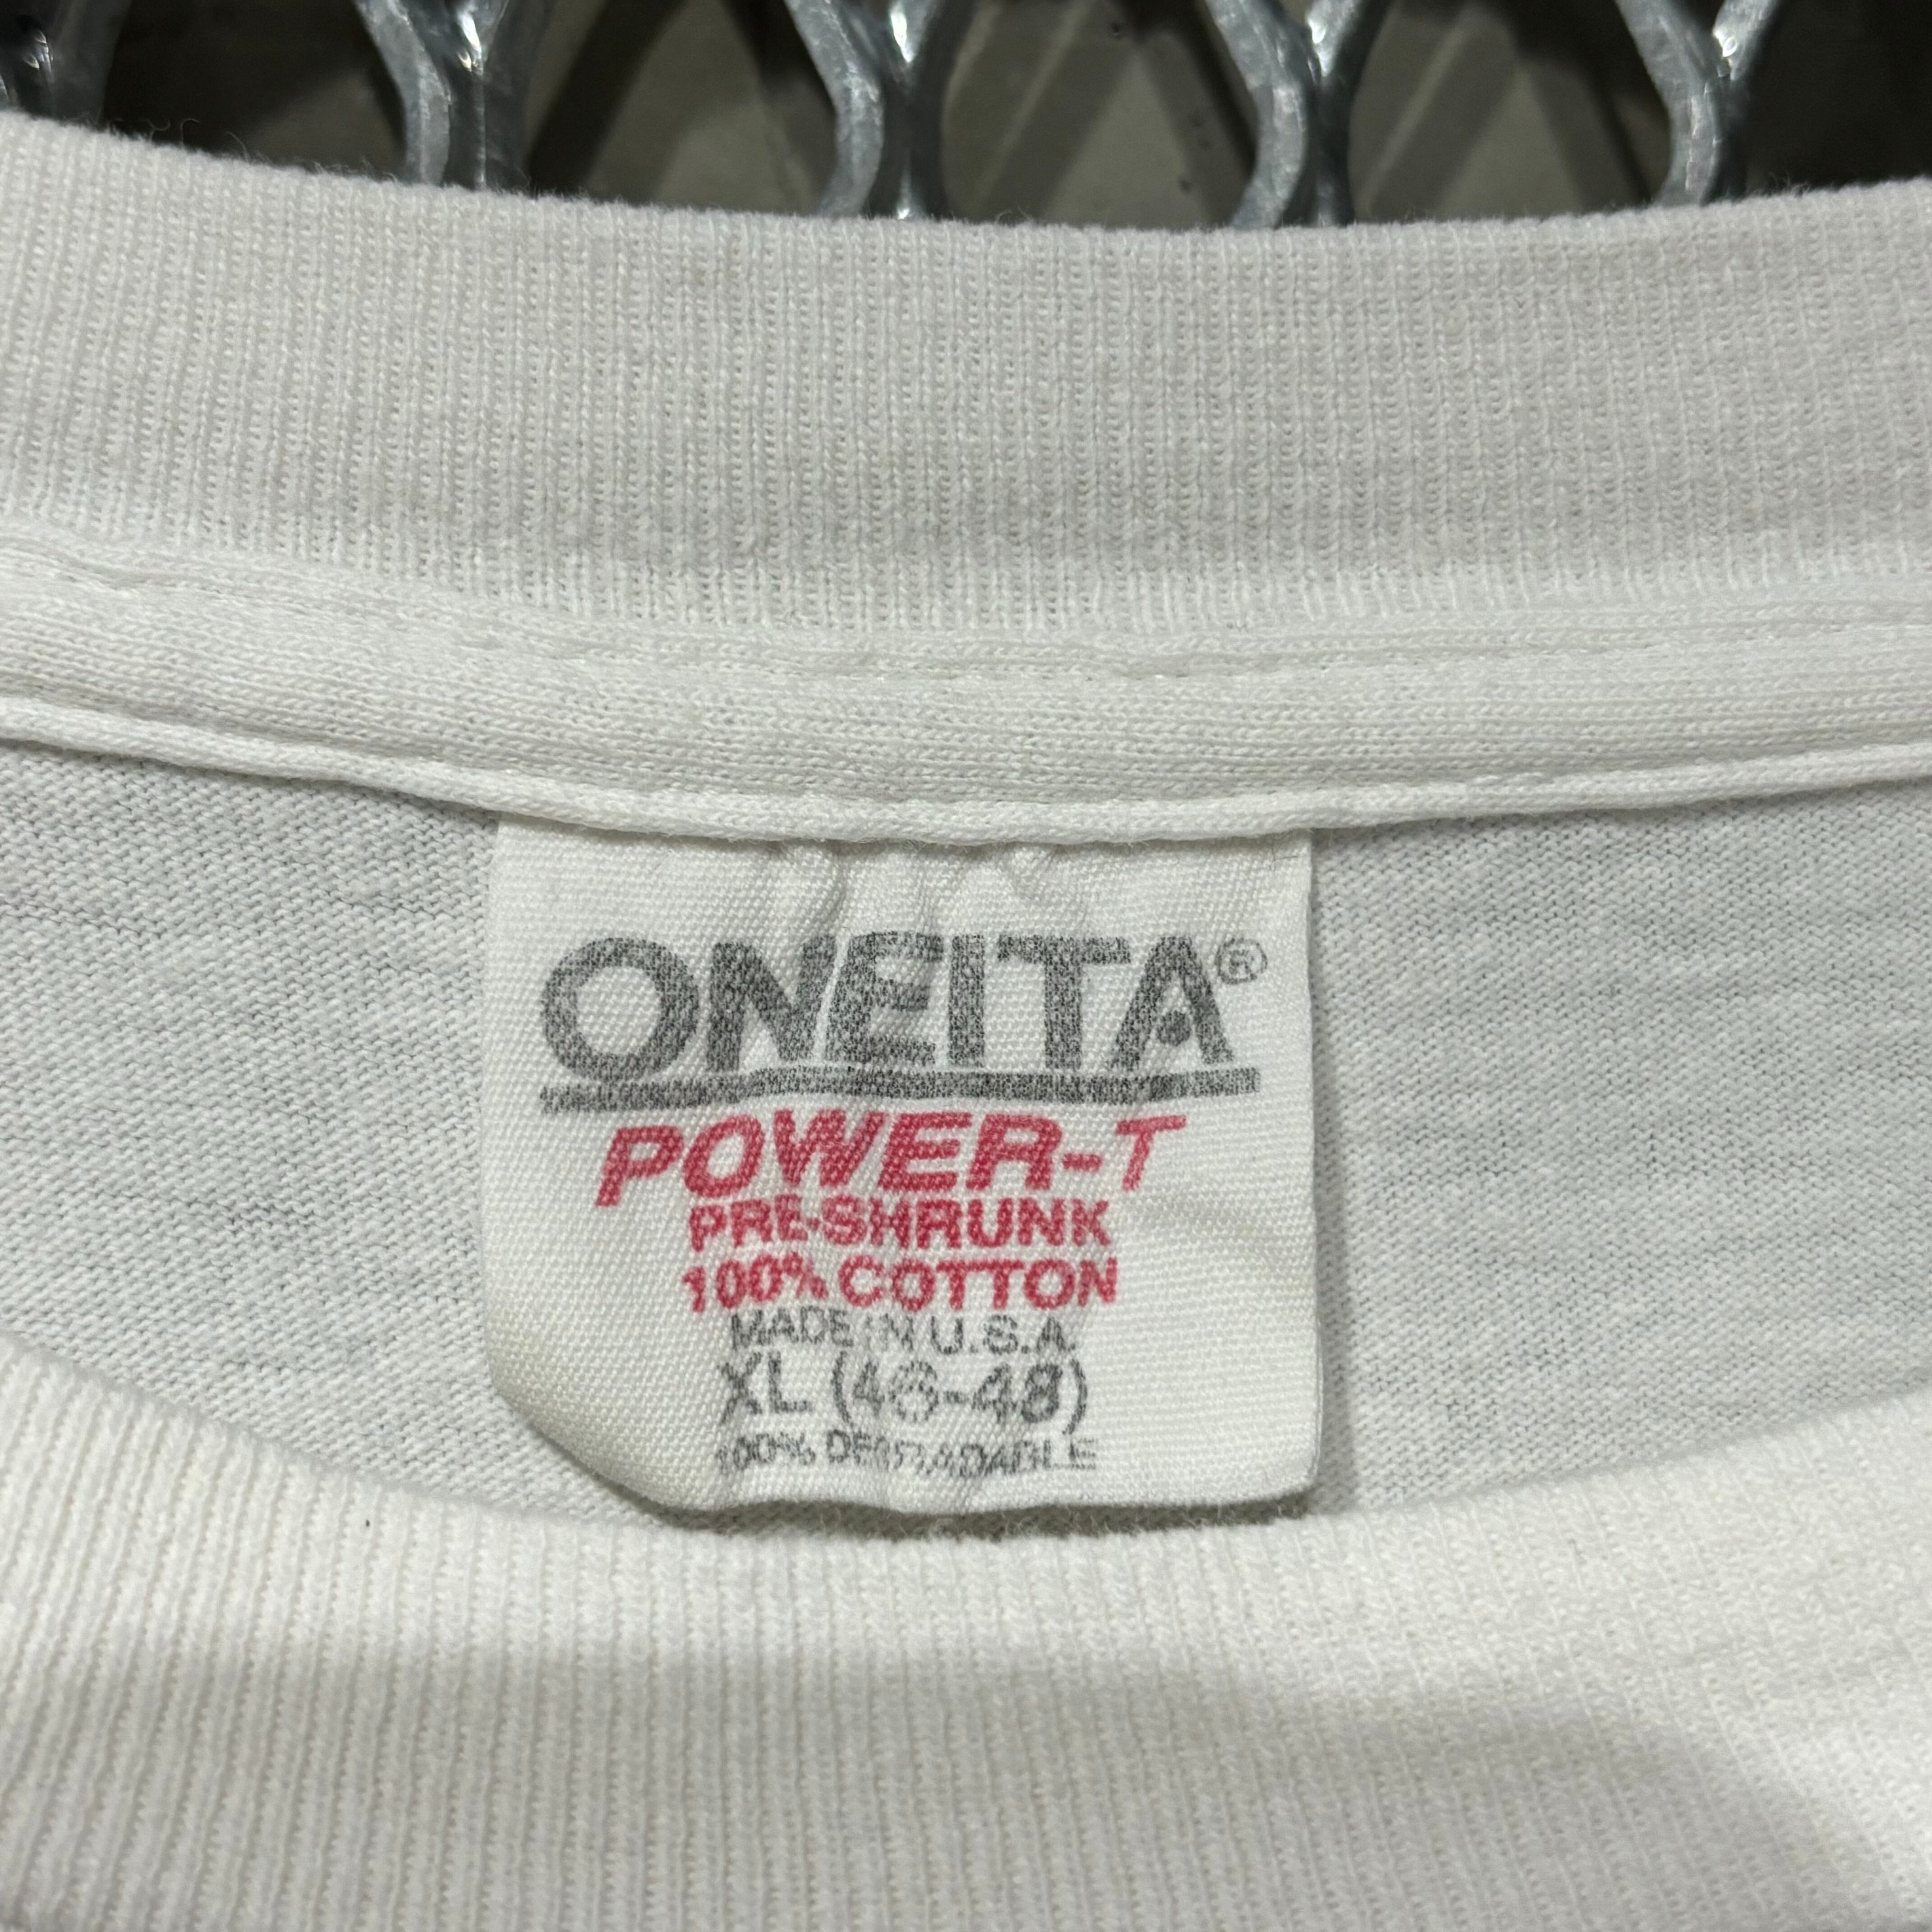 ONEITA®
POWER-T
PRE-SHRUNK
100% COTTON
MADE IN U.S.A.
XL (46-48)
100% DEGRADABLE